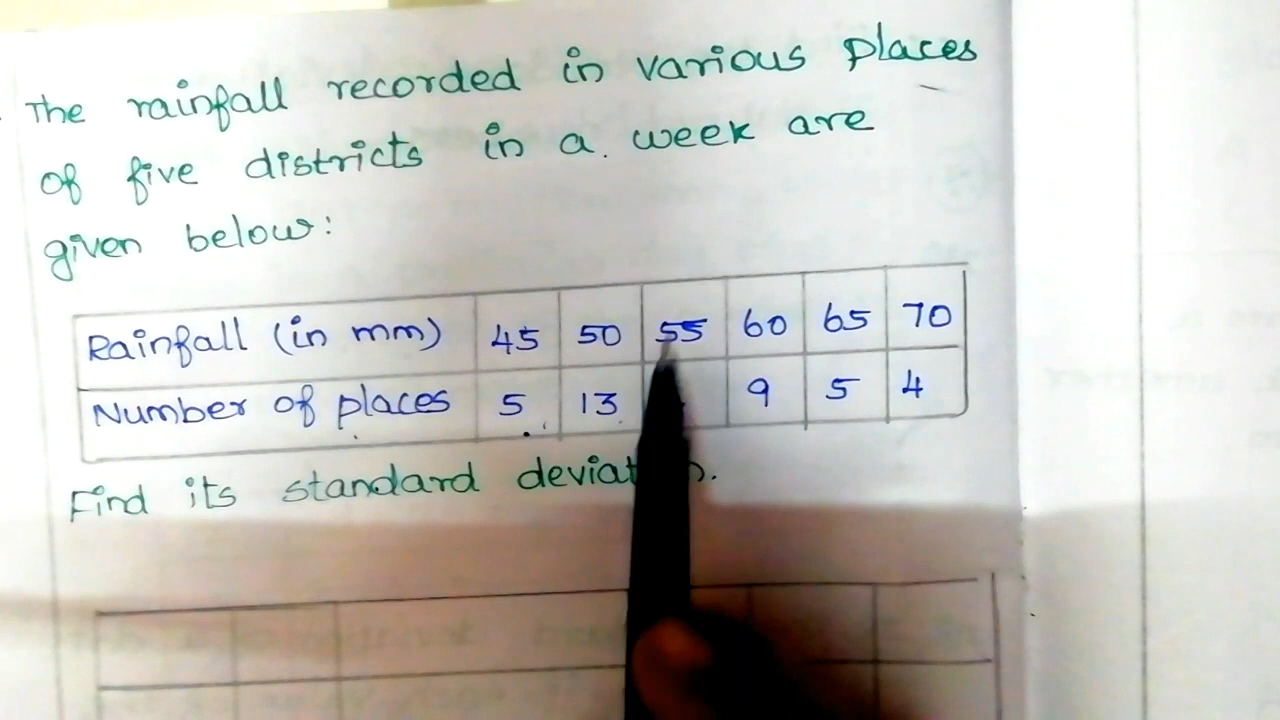 The rainfall recorded in various places
of five districts in a week are
given below:
Rainfall (in mm) 45 50 55 60 65 70
Number of places 5 13 9 5 4
Find its standard